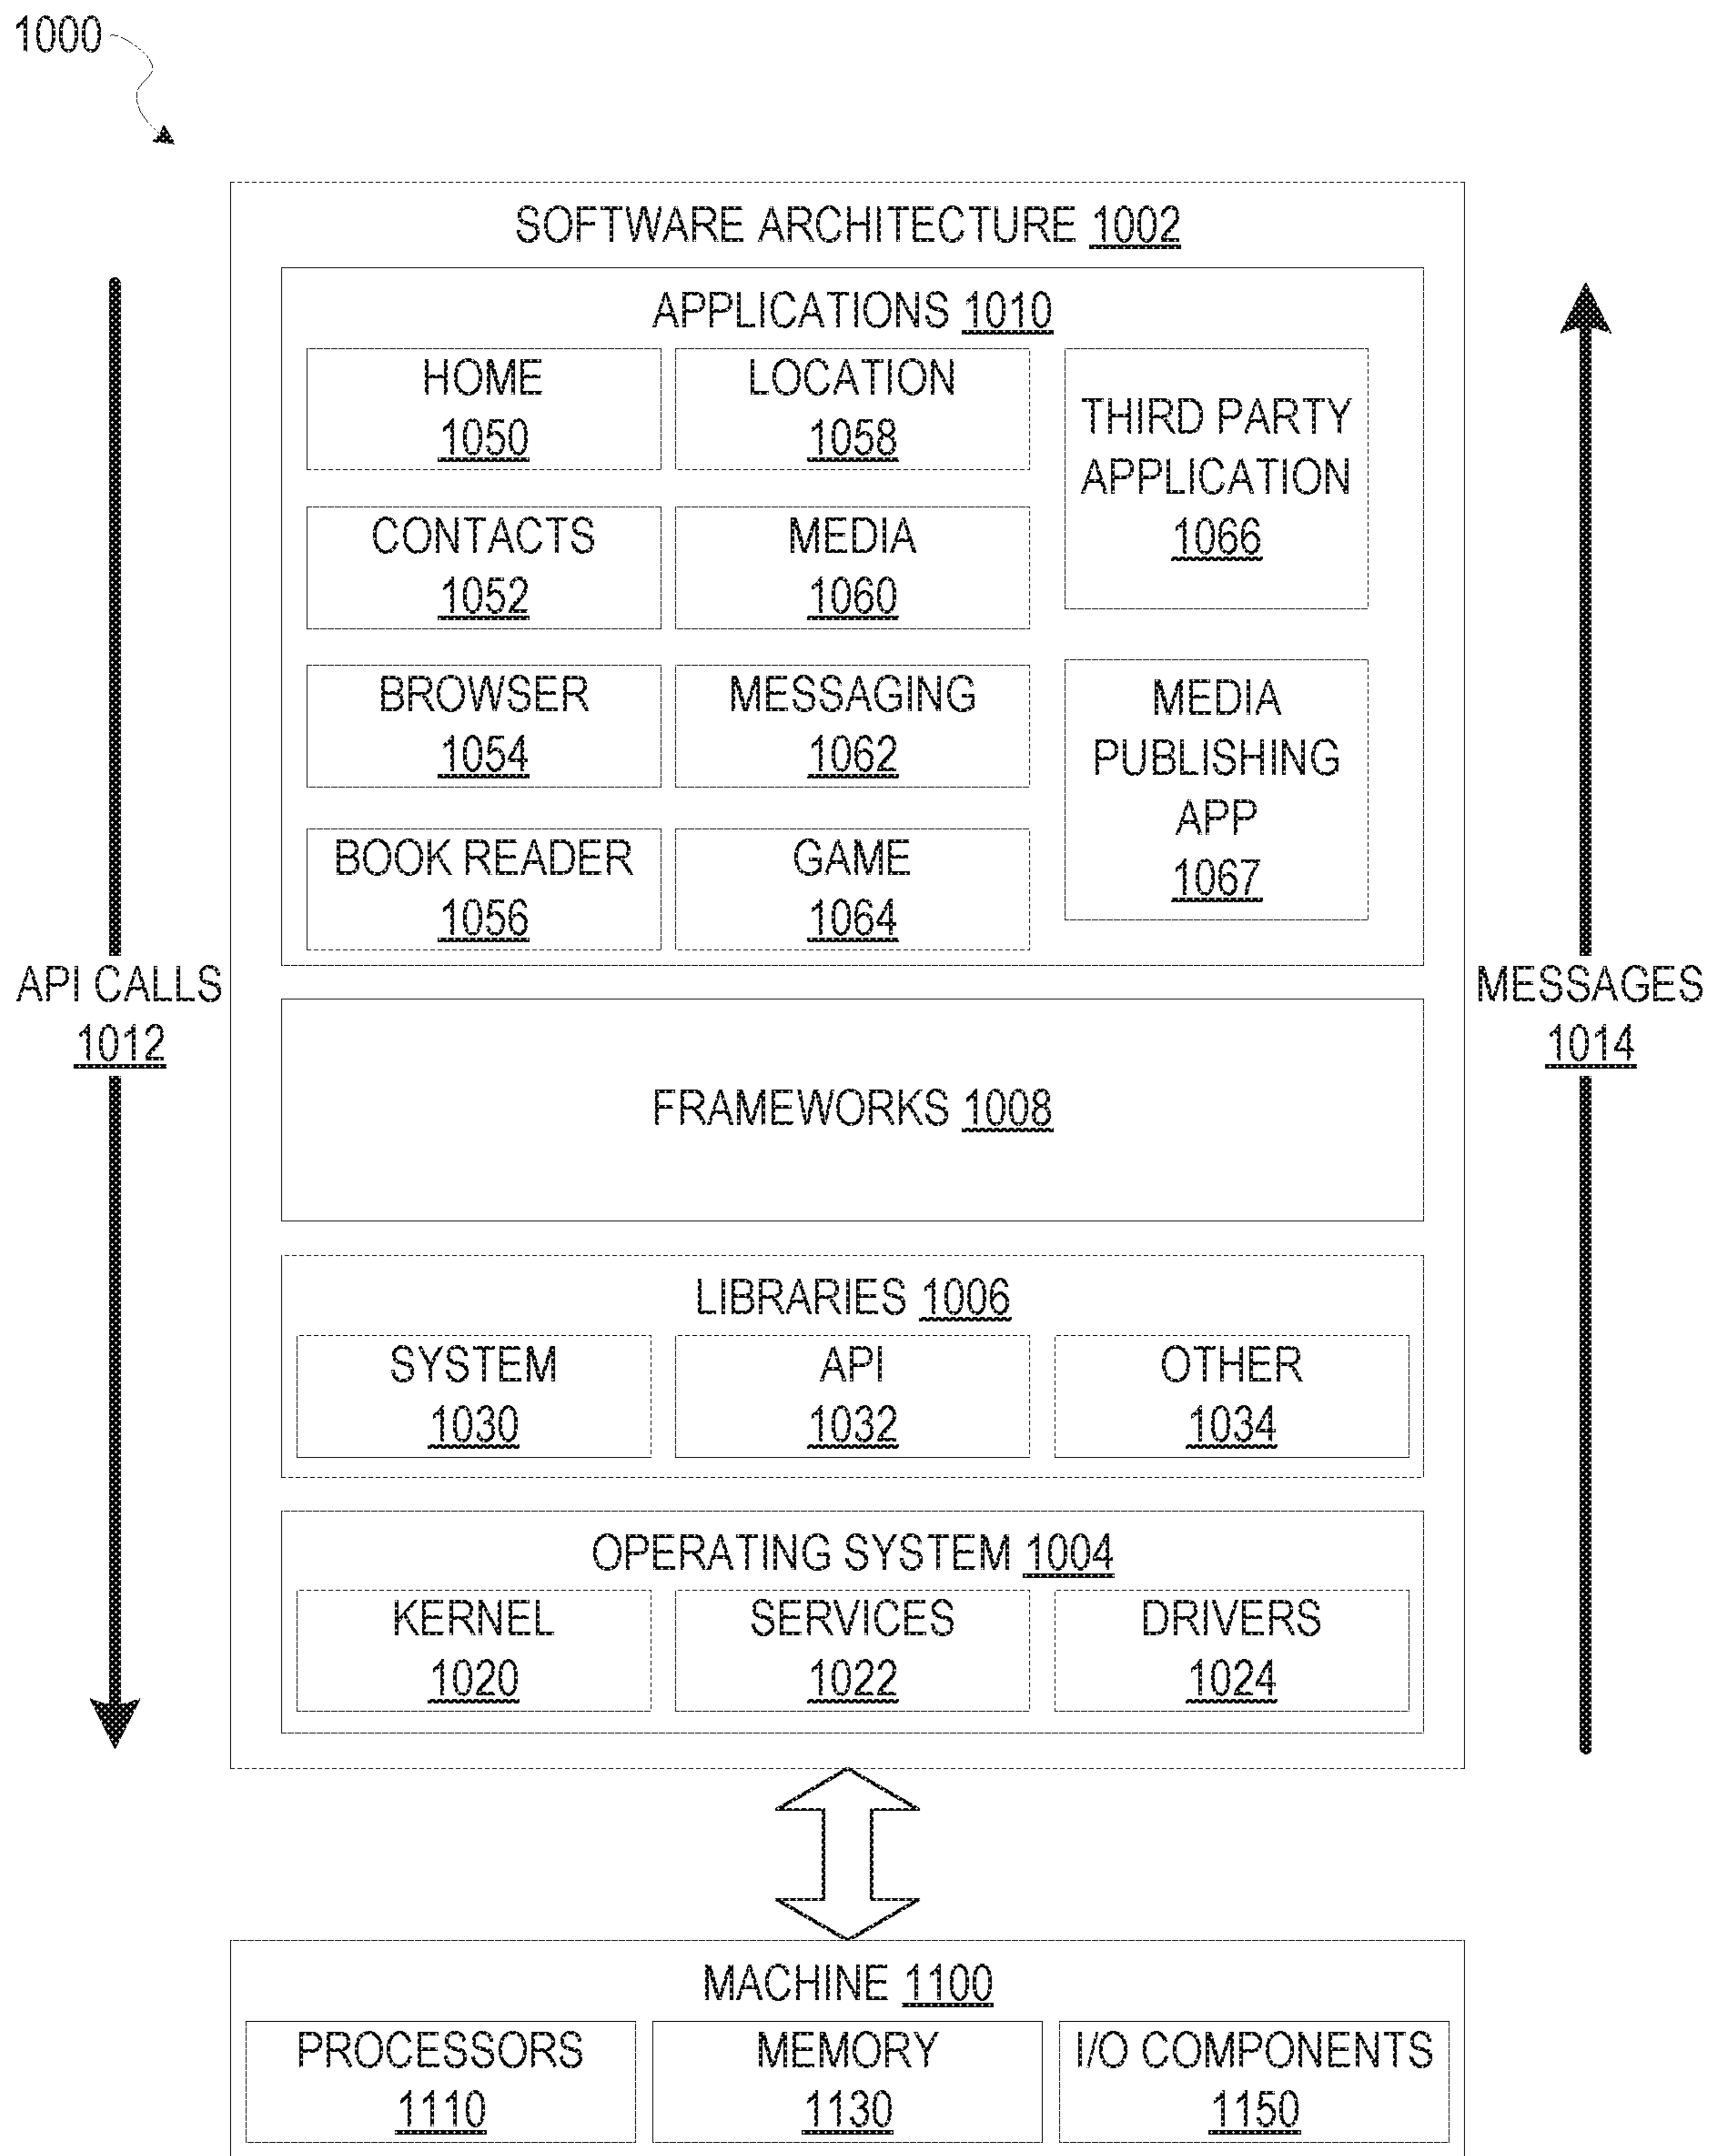 1000
SOFTWARE ARCHITECTURE 1002
APPLICATIONS 1010
HOME
1050
LOCATION
1058
THIRD PARTY
APPLICATION
1066
CONTACTS
1052
MEDIA
1060
BROWSER
1054
MESSAGING
1062
MEDIA
PUBLISHING
APP
1067
BOOK READER
1056
GAME
1064
API CALLS
1012
MESSAGES
1014
FRAMEWORKS 1008
LIBRARIES 1006
SYSTEM
1030
API
1032
OTHER
1034
OPERATING SYSTEM 1004
KERNEL
1020
SERVICES
1022
DRIVERS
1024
MACHINE 1100
PROCESSORS
1110
MEMORY
1130
I/O COMPONENTS
1150